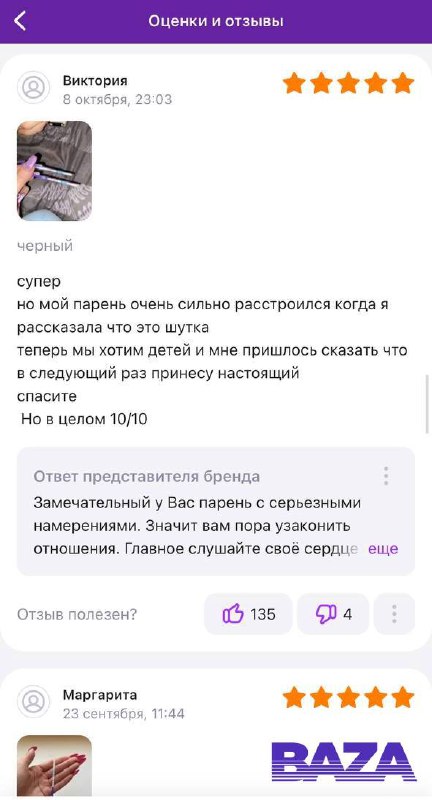 Оценки и отзывы
Виктория
8 октября, 23:03
черный
супер
но мой парень очень сильно расстроился когда я
рассказала что это шутка
теперь мы хотим детей и мне пришлось сказать что
в следующий раз принесу настоящий
спасите
Но в целом 10/10
Ответ представителя бренда
Замечательный у Вас парень с серьезными
намерениями. Значит вам пора узаконить
отношения. Главное слушайте своё сердце еще
Отзыв полезен?
135
4
Маргарита
23 сентября, 11:44
BAZA